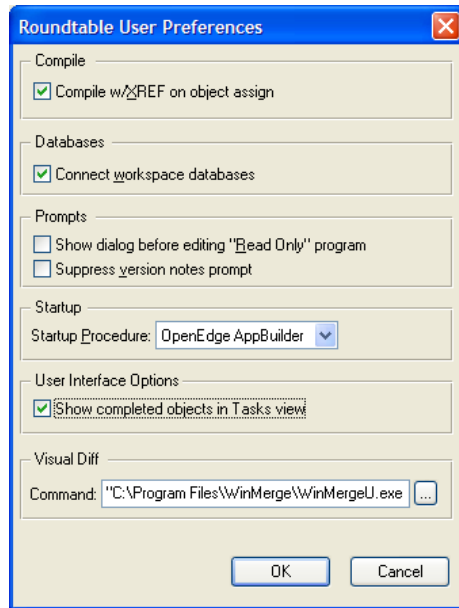 Roundtable User Preferences
Compile
Compile w/XREF on object assign
Databases
Connect workspace databases
Prompts
Show dialog before editing "Read Only" program
Suppress version notes prompt
Startup
Startup Procedure: OpenEdge AppBuilder
User Interface Options
Show completed objects in Tasks view
Visual Diff
Command: "C:\Program Files\WinMerge\WinMergeU.exe ...
OK Cancel